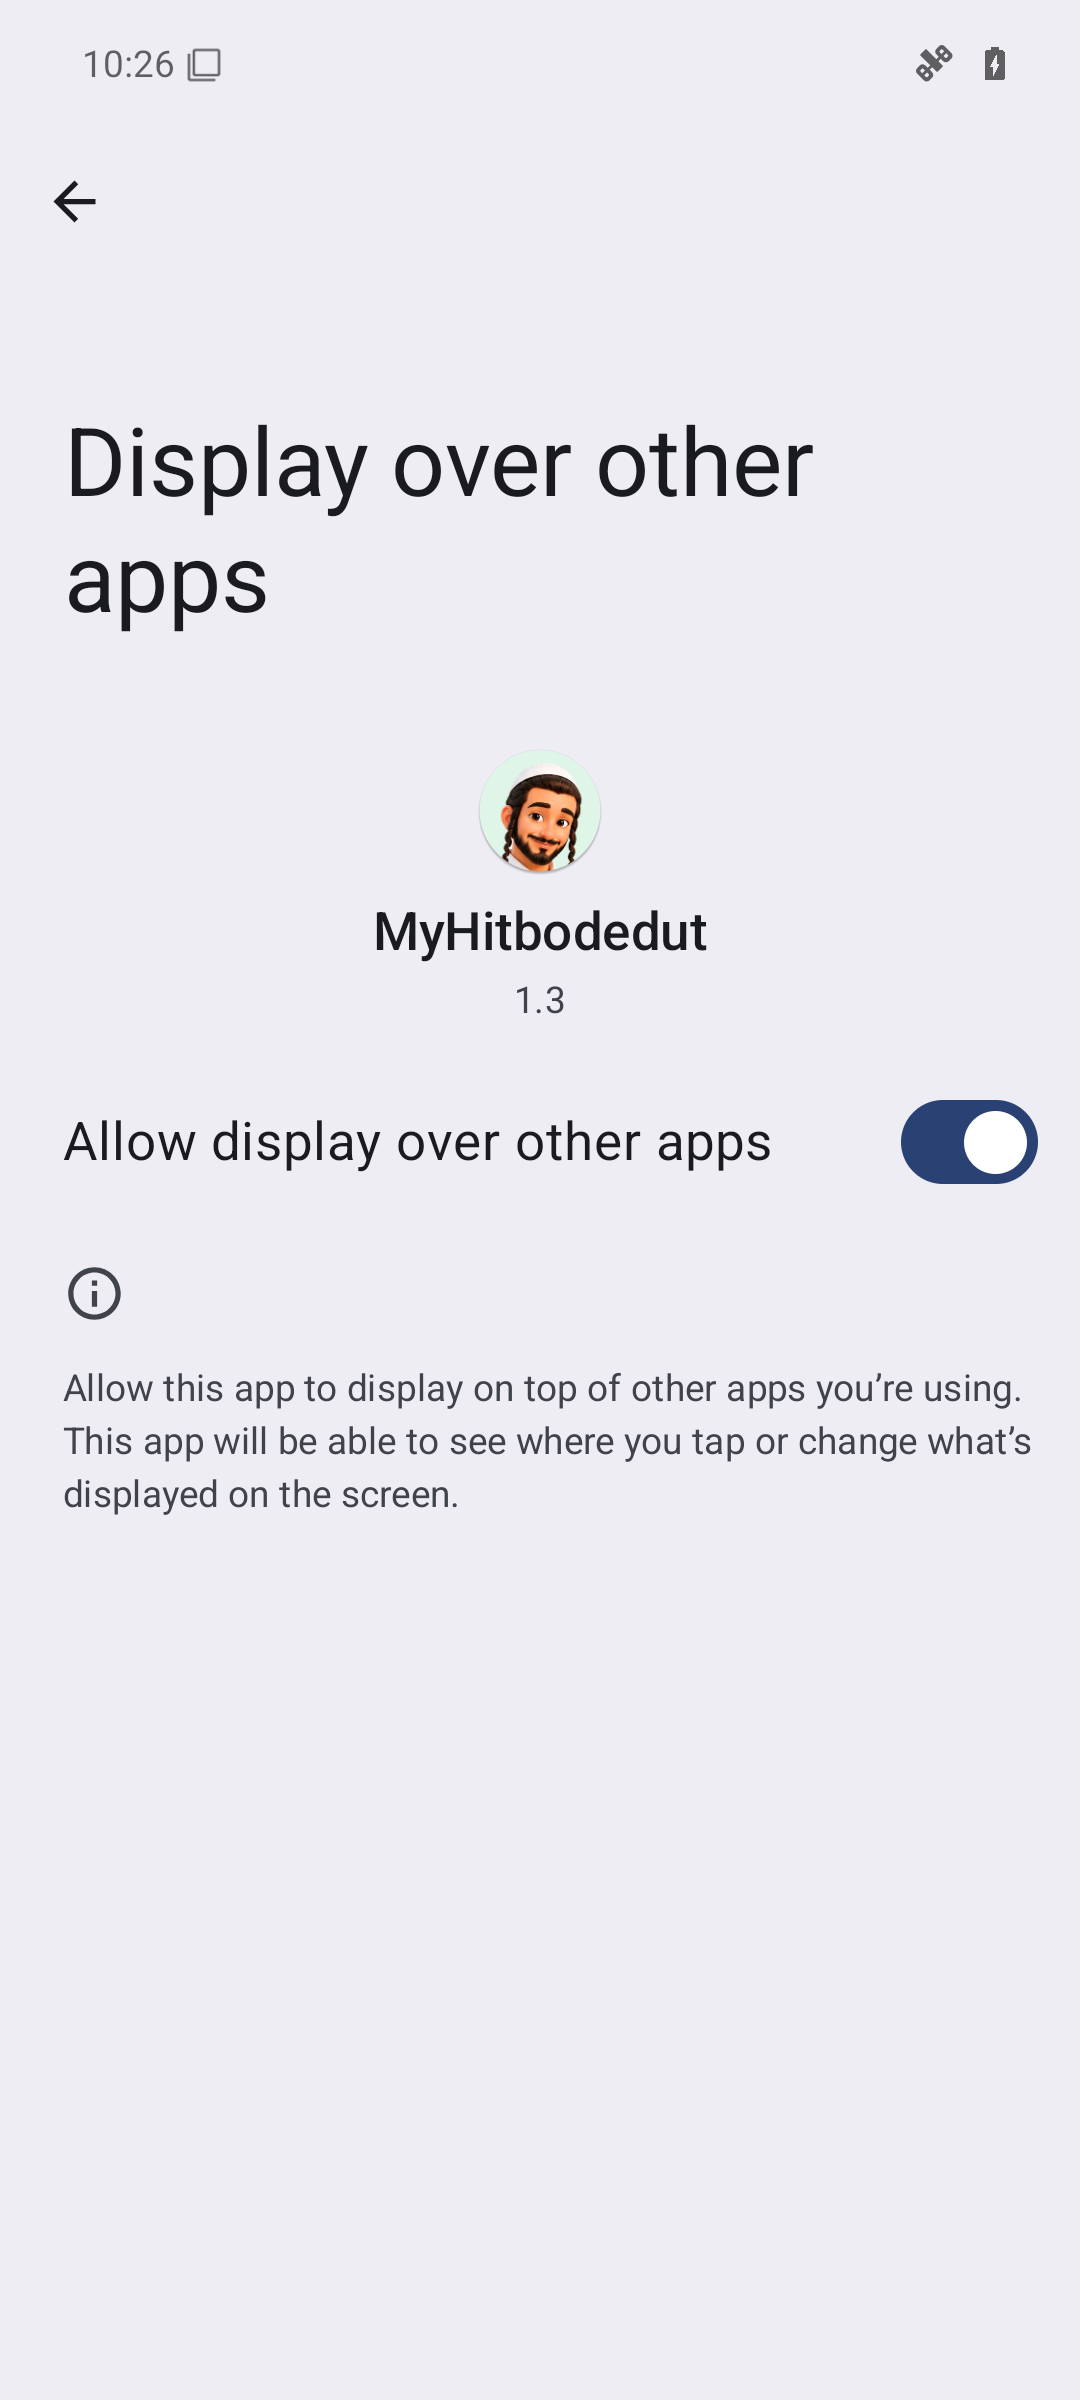 10:26
Display over other
apps
MyHitbodedut
1.3
Allow display over other apps
Allow this app to display on top of other apps you’re using.
This app will be able to see where you tap or change what’s
displayed on the screen.